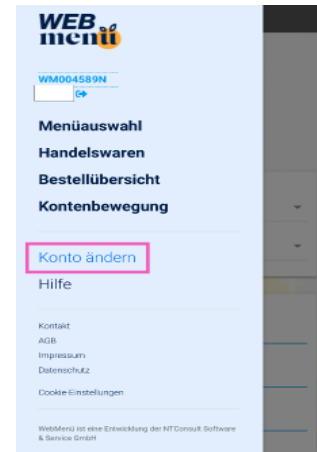 WEB
menü
WM004589N
Menüauswahl
Handelswaren
Bestellübersicht
Kontenbewegung
Konto ändern
Hilfe
Kontakt
AGB
Impressum
Datenschutz
Cookie-Einstellungen
WebMenü ist eine Entwicklung der NTConsult Software
& Service GmbH